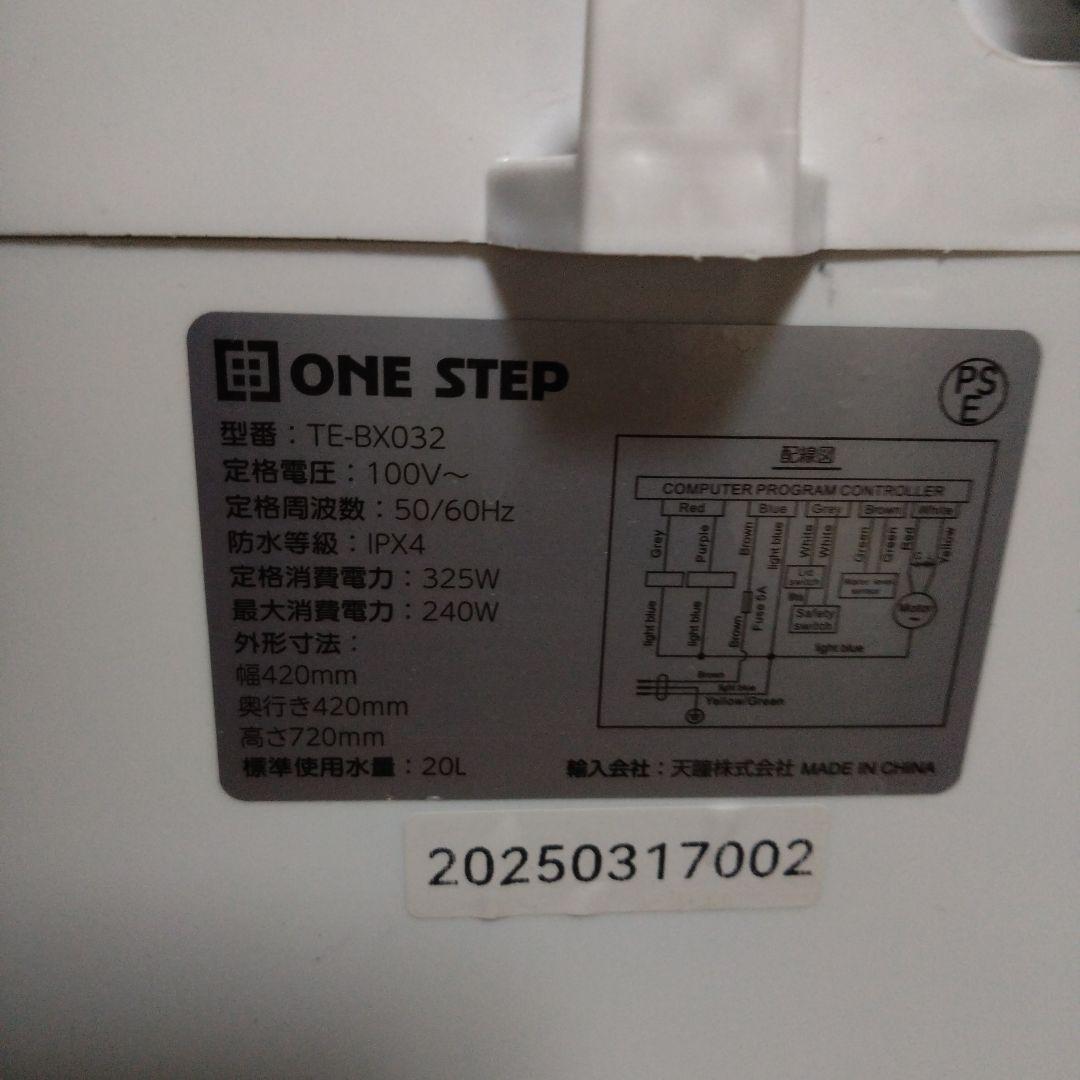 ONE STEP
PSE
型番：TE-BX032
定格電圧：100V～
定格周波数：50/60Hz
防水等級：IPX4
定格消費電力：325W
最大消費電力：240W
外形寸法：
幅420mm
奥行き420mm
高さ720mm
標準使用水量：20L
配線図
COMPUTER PROGRAM CONTROLLER
Red Blue Grey Brown White
Grey
Purple
Brown
light blue
White
White
Green
Green
Red
Yellow
Lid switch
Safety switch
Motor
Fuse 5A
light blue
light blue
Brown
light blue
Brown
light blue
Yellow/Green
輸入会社：天瞳株式会社 MADE IN CHINA
20250317002